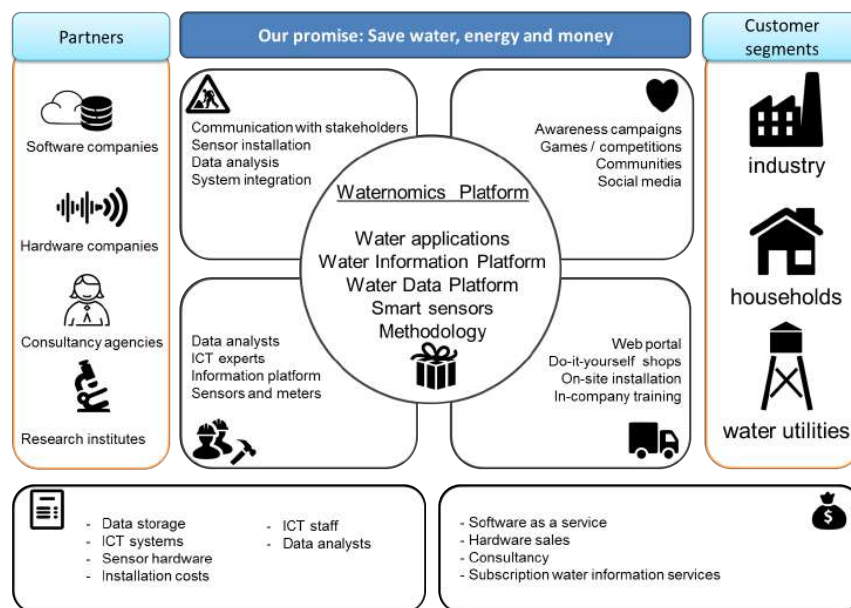 Partners
Our promise: Save water, energy and money
Customer
segments
Software companies
Hardware companies
Consultancy agencies
Research institutes
Communication with stakeholders
Sensor installation
Data analysis
System integration
Data analysts
ICT experts
Information platform
Sensors and meters
Waternomics Platform
Water applications
Water Information Platform
Water Data Platform
Smart sensors
Methodology
Awareness campaigns
Games / competitions
Communities
Social media
Web portal
Do-it-yourself shops
On-site installation
In-company training
industry
households
water utilities
- Data storage
- ICT systems
- Sensor hardware
- Installation costs
- ICT staff
- Data analysts
- Software as a service
- Hardware sales
- Consultancy
- Subscription water information services
$